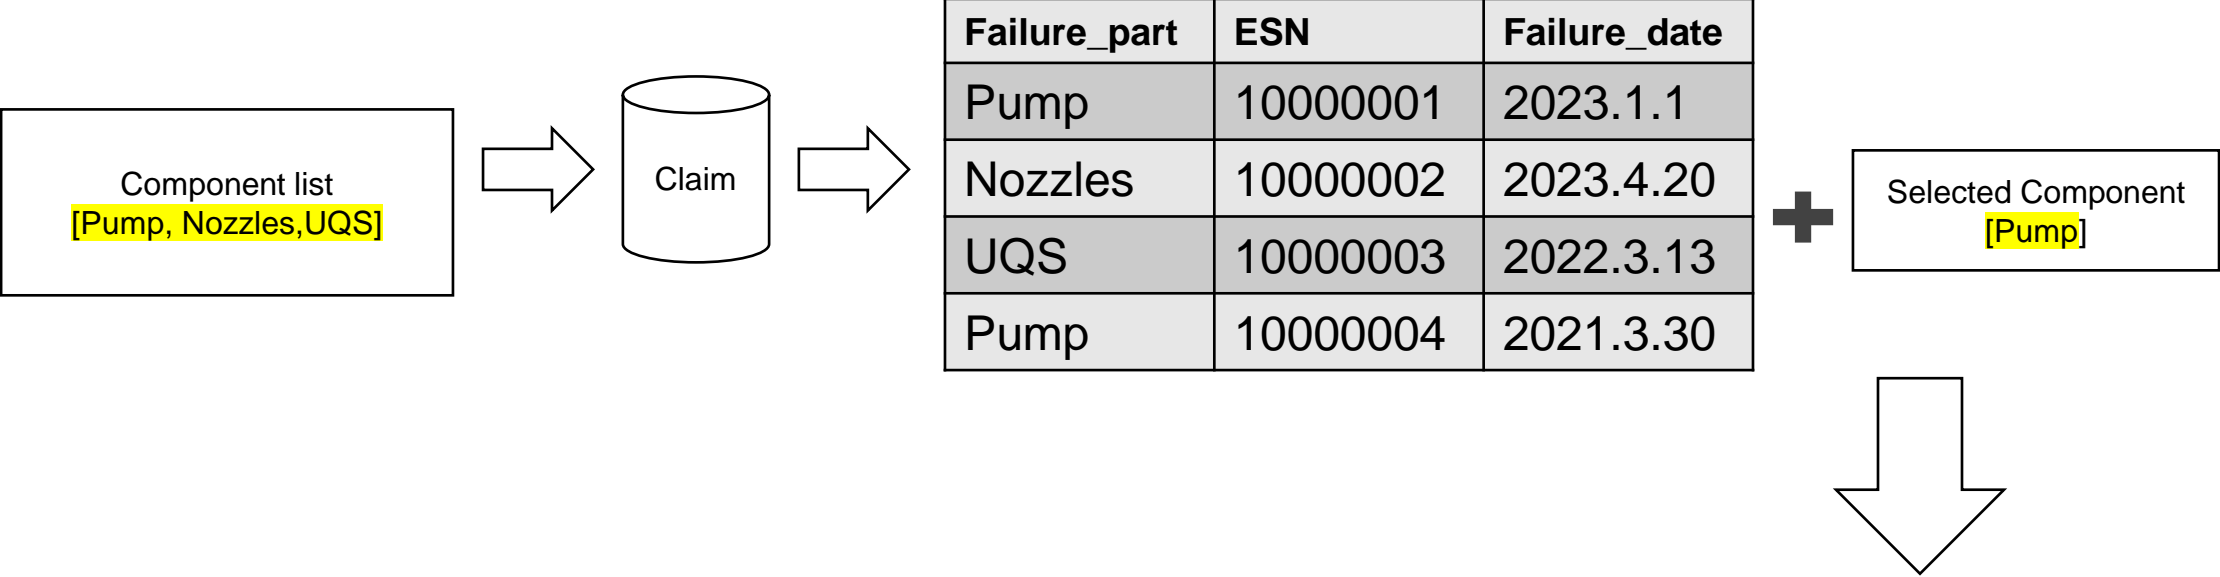 Component list
[Pump, Nozzles,UQS]
Claim
Failure_part ESN Failure_date
Pump 10000001 2023.1.1
Nozzles 10000002 2023.4.20
UQS 10000003 2022.3.13
Pump 10000004 2021.3.30
Selected Component
[Pump]